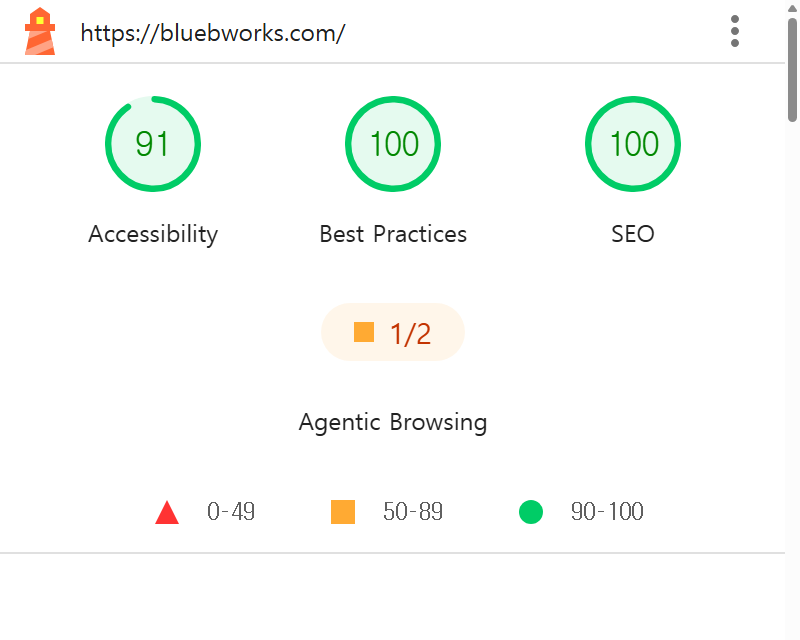 https://bluebworks.com/
91
100
100
Accessibility
Best Practices
SEO
1/2
Agentic Browsing
0-49
50-89
90-100